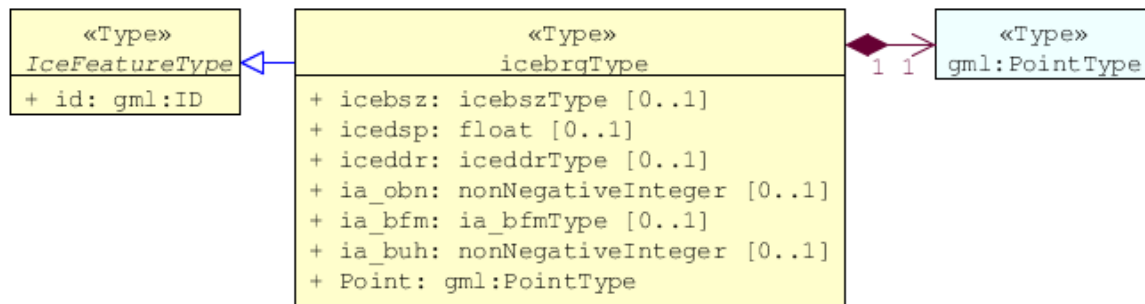 «Type»
IceFeatureType
+ id: gml:ID
«Type»
icebrgType
+ icebsz: icebszType [0..1]
+ icedsp: float [0..1]
+ iceddr: iceddrType [0..1]
+ ia_obn: nonNegativeInteger [0..1]
+ ia_bfm: ia_bfmType [0..1]
+ ia_buh: nonNegativeInteger [0..1]
+ Point: gml:PointType
1 1
«Type»
gml:PointType